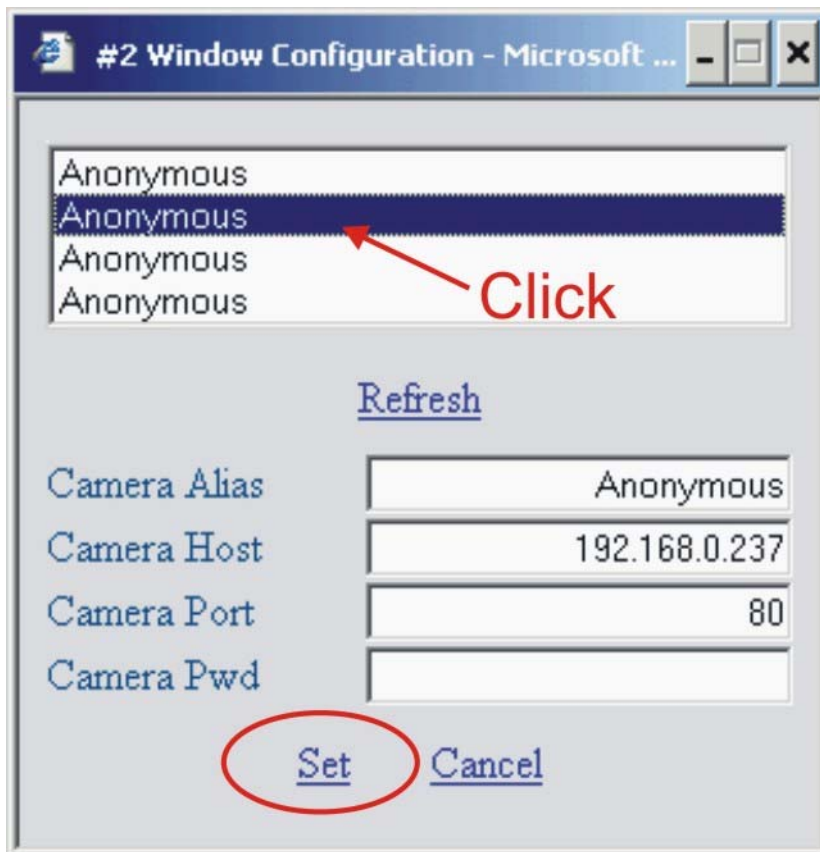 #2 Window Configuration - Microsoft ...
Anonymous
Anonymous
Anonymous
Anonymous
Click
Refresh
Camera Alias Anonymous
Camera Host 192.168.0.237
Camera Port 80
Camera Pwd
Set Cancel